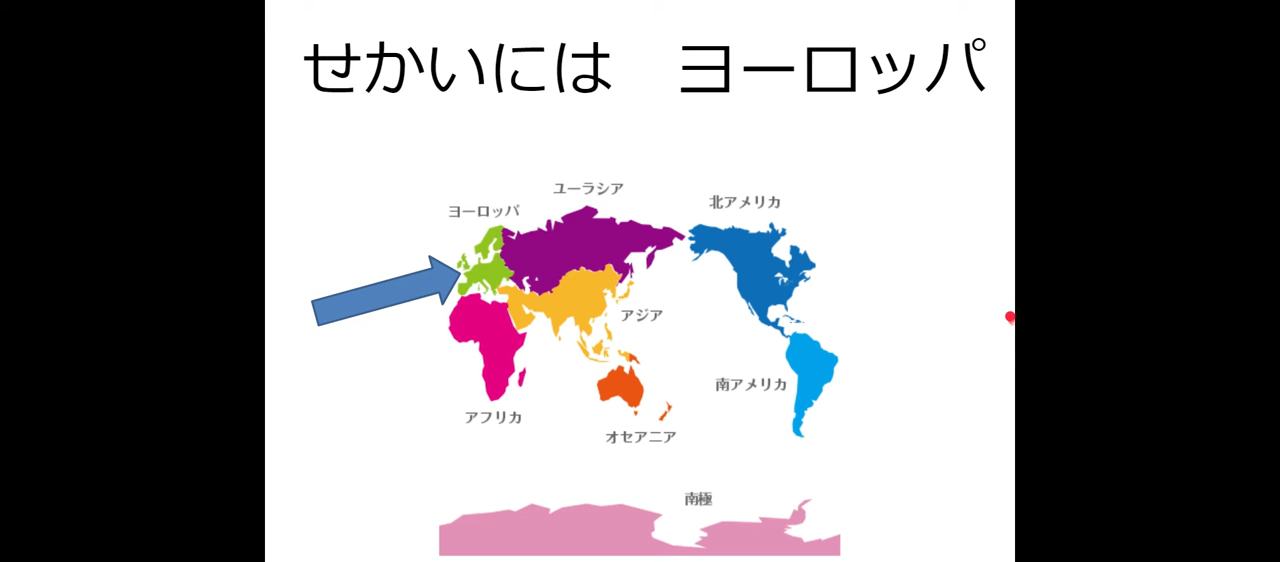 せかいには　ヨーロッパ
ユーラシア
北アメリカ
ヨーロッパ
アジア
南アメリカ
アフリカ
オセアニア
南極